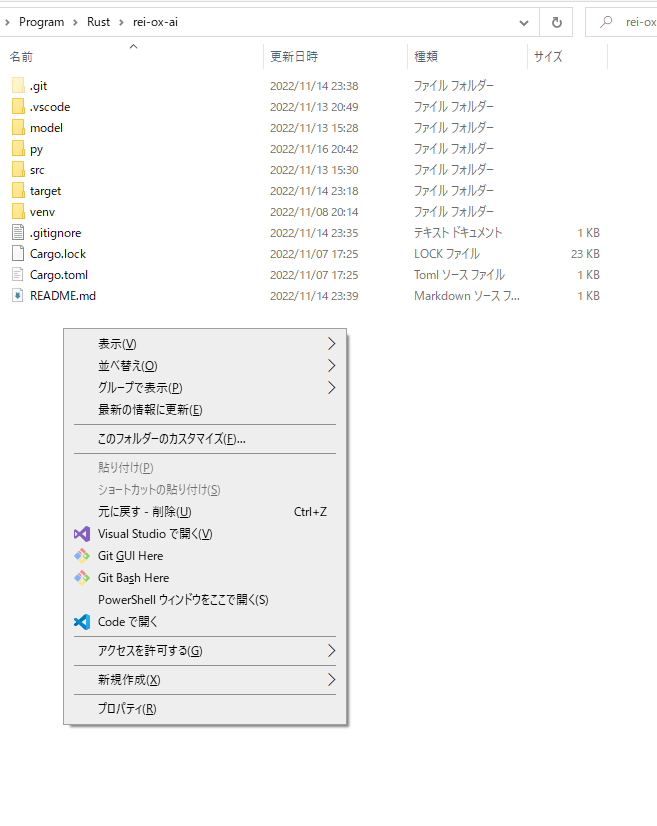 Program › Rust › rei-ox-ai
rei-ox
名前 更新日時 種類 サイズ
.git 2022/11/14 23:38 ファイル フォルダー
.vscode 2022/11/13 20:49 ファイル フォルダー
model 2022/11/13 15:28 ファイル フォルダー
py 2022/11/16 20:42 ファイル フォルダー
src 2022/11/13 15:30 ファイル フォルダー
target 2022/11/14 23:18 ファイル フォルダー
venv 2022/11/08 20:14 ファイル フォルダー
.gitignore 2022/11/14 23:35 テキスト ドキュメント 1 KB
Cargo.lock 2022/11/07 17:25 LOCK ファイル 23 KB
Cargo.toml 2022/11/07 17:25 Toml ソース ファイル 1 KB
README.md 2022/11/14 23:39 Markdown ソース フ... 1 KB
表示(V)
並べ替え(O)
グループで表示(P)
最新の情報に更新(E)
このフォルダーのカスタマイズ(F)...
貼り付け(P)
ショートカットの貼り付け(S)
元に戻す - 削除(U) Ctrl+Z
Visual Studio で開く(V)
Git GUI Here
Git Bash Here
PowerShell ウィンドウをここで開く(S)
Code で開く
アクセスを許可する(G)
新規作成(X)
プロパティ(R)